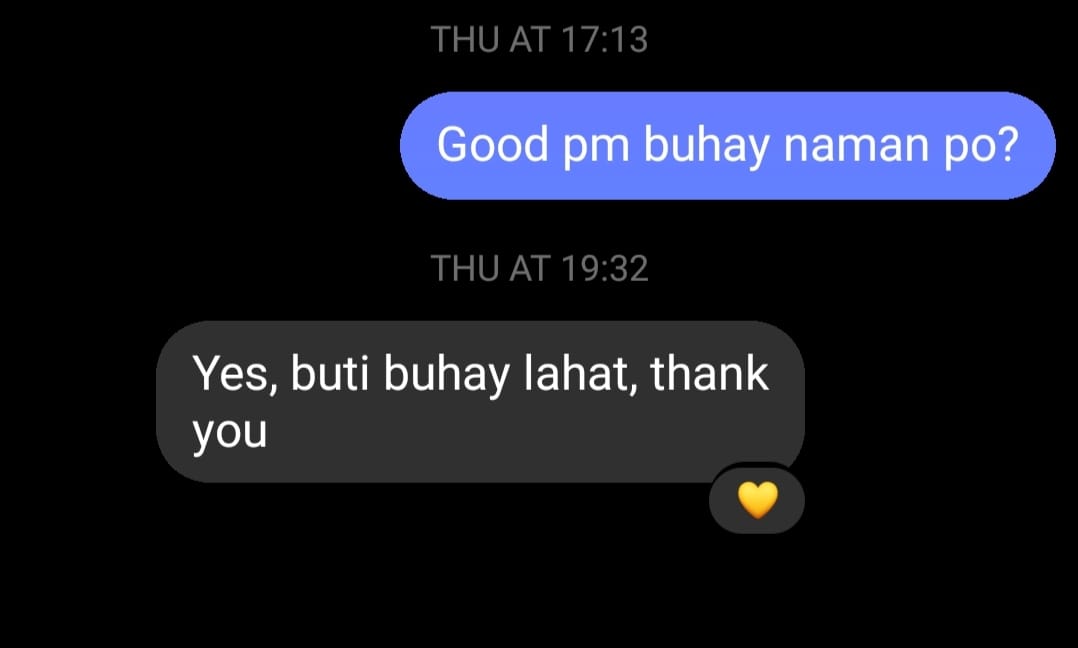 THU AT 17:13
Good pm buhay naman po?
THU AT 19:32
Yes, buti buhay lahat, thank
you